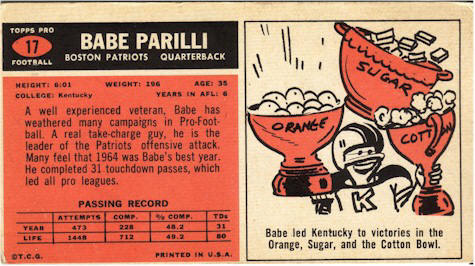 TOPPS PRO
17
FOOTBALL
BABE PARILLI
BOSTON PATRIOTS QUARTERBACK
HEIGHT: 6:01 WEIGHT: 196 AGE: 35
COLLEGE: Kentucky YEARS IN AFL: 6
A well experienced veteran, Babe has
weathered many campaigns in Pro-Foot-
ball. A real take-charge guy, he is the
leader of the Patriots offensive attack.
Many feel that 1964 was Babe's best year.
He completed 31 touchdown passes, which
led all pro leagues.
PASSING RECORD
ATTEMPTS COMP. % COMP. TDs
YEAR 473 228 48.2 31
LIFE 1448 712 49.2 80
©T.C.G. PRINTED IN U.S.A.
SUGAR
ORANGE
COTT
K
Babe led Kentucky to victories in the
Orange, Sugar, and the Cotton Bowl.